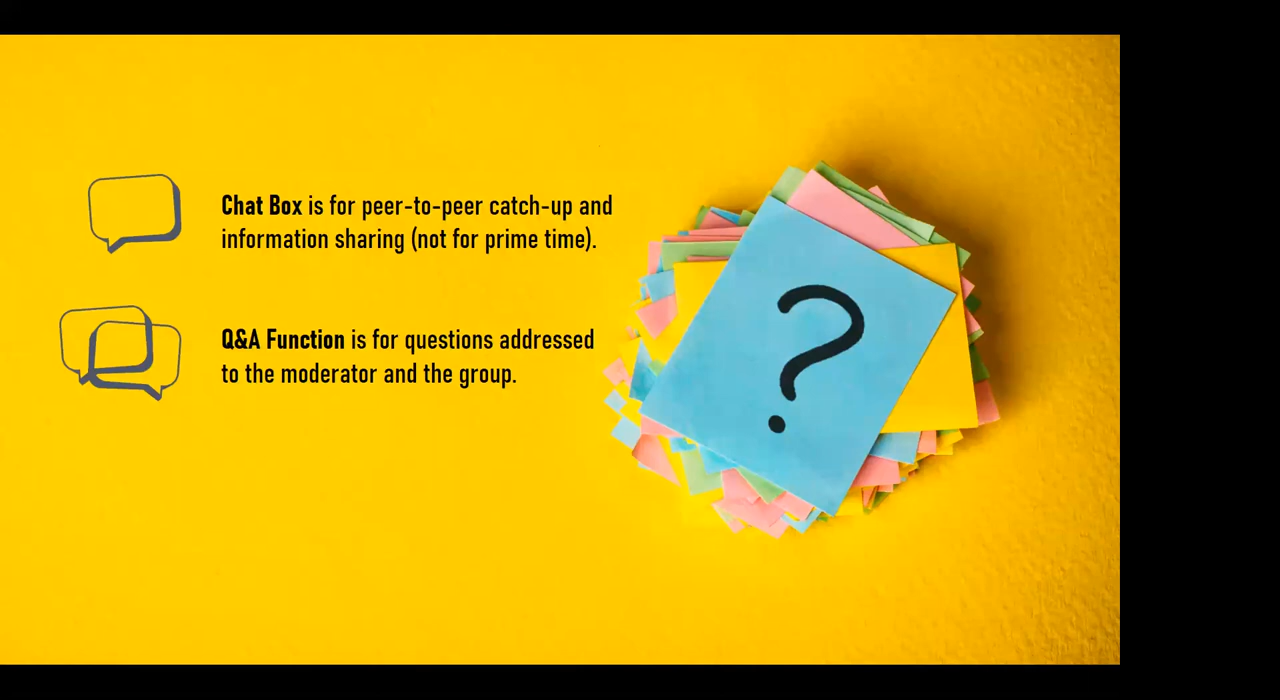 Chat Box is for peer-to-peer catch-up and
information sharing (not for prime time).
Q&A Function is for questions addressed
to the moderator and the group.
?